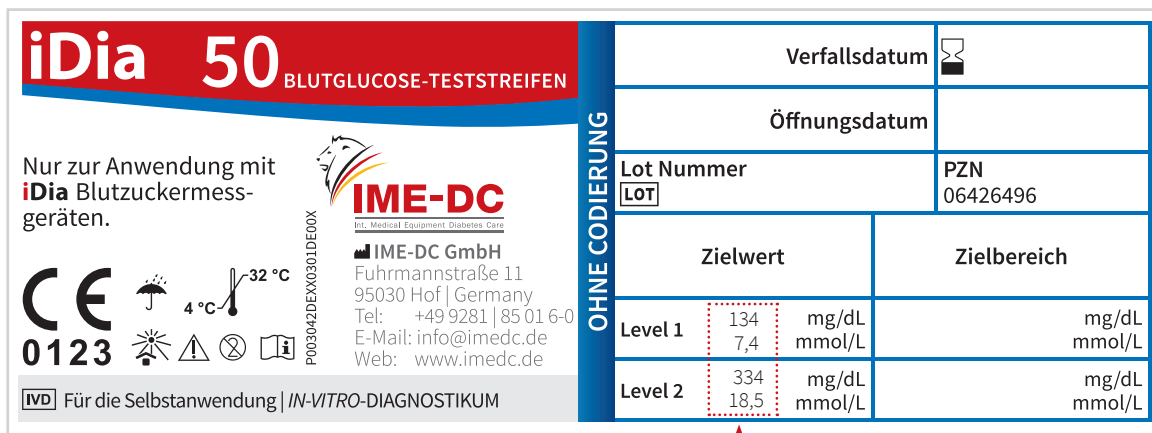 iDia 50 BLUTGLUCOSE-TESTSTREIFEN
Nur zur Anwendung mit
iDia Blutzuckermess-
geräten.
IME-DC
Int. Medical Equipment Diabetes Care
IME-DC GmbH
Fuhrmannstraße 11
95030 Hof | Germany
Tel: +49 9281 | 85 01 6-0
E-Mail: info@imedc.de
Web: www.imedc.de
P003042DEXX0301DE00X
CE
0123
32 °C
4 °C
IVD Für die Selbstanwendung | IN-VITRO-DIAGNOSTIKUM
OHNE CODIERUNG
Verfallsdatum
Öffnungsdatum
Lot Nummer
LOT
PZN
06426496
Zielwert Zielbereich
Level 1 134 mg/dL mg/dL
7,4 mmol/L mmol/L
Level 2 334 mg/dL mg/dL
18,5 mmol/L mmol/L